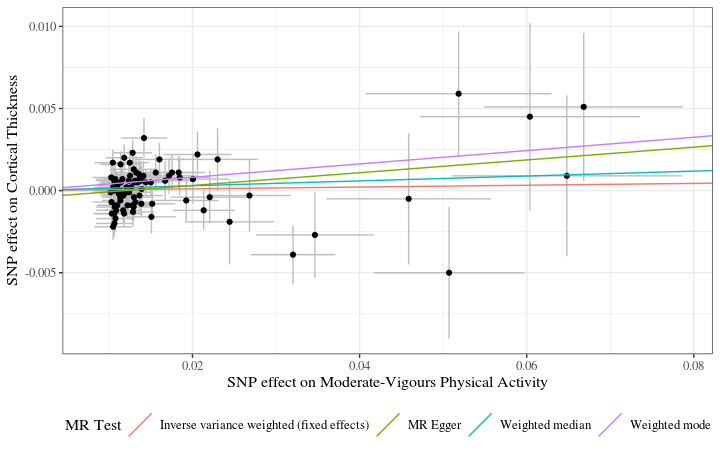 0.010
0.005
0.000
-0.005
SNP effect on Cortical Thickness
0.02 0.04 0.06 0.08
SNP effect on Moderate-Vigours Physical Activity
MR Test Inverse variance weighted (fixed effects) MR Egger Weighted median Weighted mode